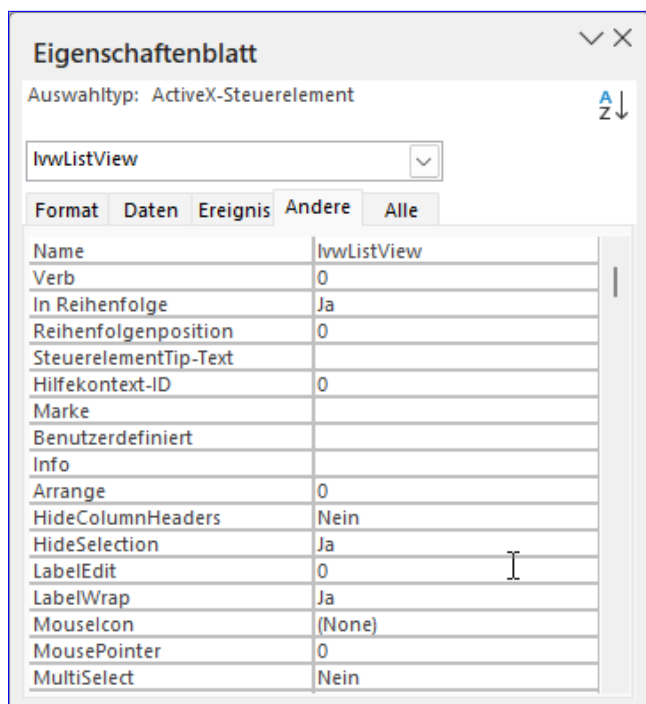 Eigenschaftenblatt
Auswahltyp: ActiveX-Steuerelement
A
Z
lvwListView
Format Daten Ereignis Andere Alle
Name lvwListView
Verb 0
In Reihenfolge Ja
Reihenfolgenposition 0
SteuerelementTip-Text
Hilfekontext-ID 0
Marke
Benutzerdefiniert
Info
Arrange 0
HideColumnHeaders Nein
HideSelection Ja
LabelEdit 0
LabelWrap Ja
MouseIcon (None)
MousePointer 0
MultiSelect Nein